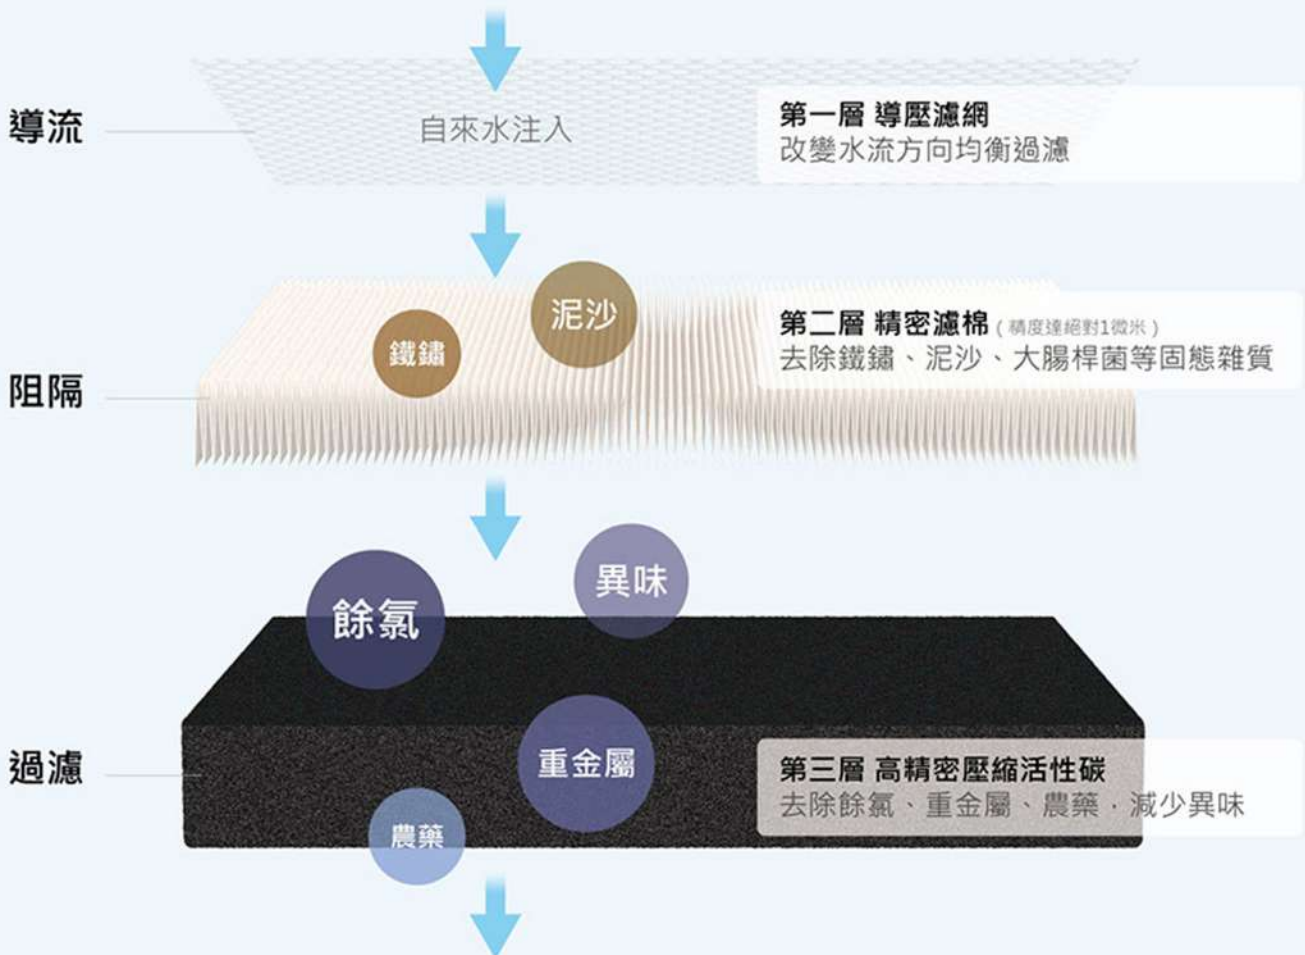 導流
自來水注入
第一層 導壓濾網
改變水流方向均衡過濾
泥沙
鐵鏽
阻隔
第二層 精密濾棉 ( 精度達絕對1微米 )
去除鐵鏽、泥沙、大腸桿菌等固態雜質
餘氯
異味
過濾
重金屬
農藥
第三層 高精密壓縮活性碳
去除餘氯、重金屬、農藥，減少異味